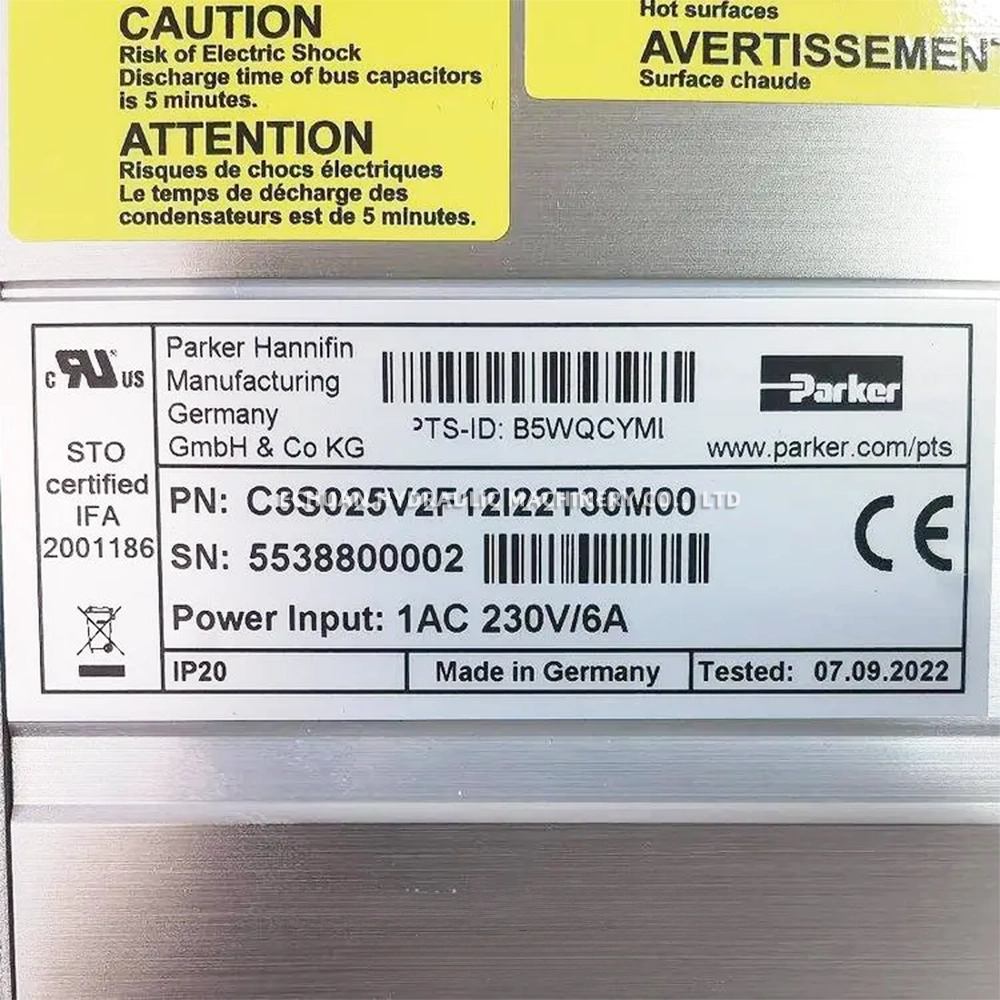 CAUTION
Risk of Electric Shock
Discharge time of bus capacitors
is 5 minutes.
ATTENTION
Risques de chocs électriques
Le temps de décharge des
condensateurs est de 5 minutes.
Hot surfaces
AVERTISSEMENT
Surface chaude
c RU ® US
STO
certified
IFA
2001186
Parker Hannifin
Manufacturing
Germany
GmbH & Co KG
PTS-ID: B5WQCYMI
Parker
www.parker.com/pts
PN: C3S025V2F12I22T30M00
SN: 5538800002
CE
Power Input: 1AC 230V/6A
IP20
Made in Germany
Tested: 07.09.2022